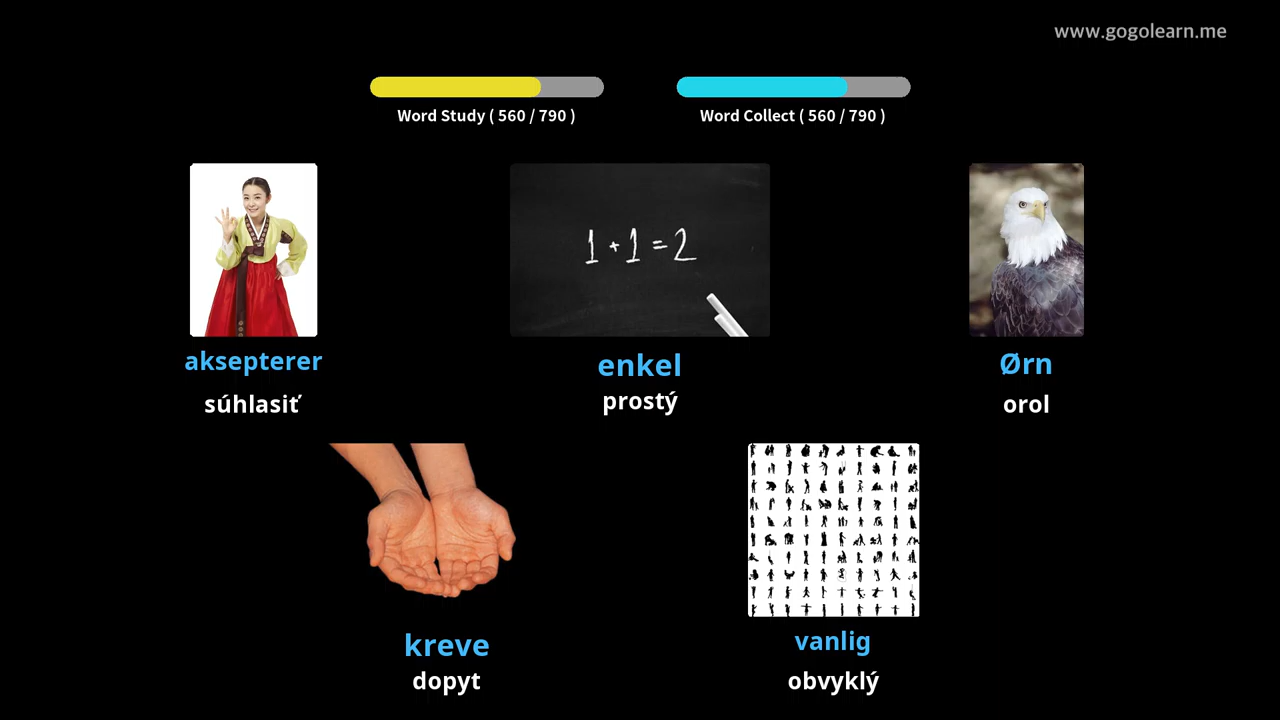 www.gogolearn.me
Word Study ( 560 / 790 )
Word Collect ( 560 / 790 )
1 + 1 = 2
aksepterer
súhlasiť
enkel
prostý
Ørn
orol
kreve
dopyt
vanlig
obvyklý